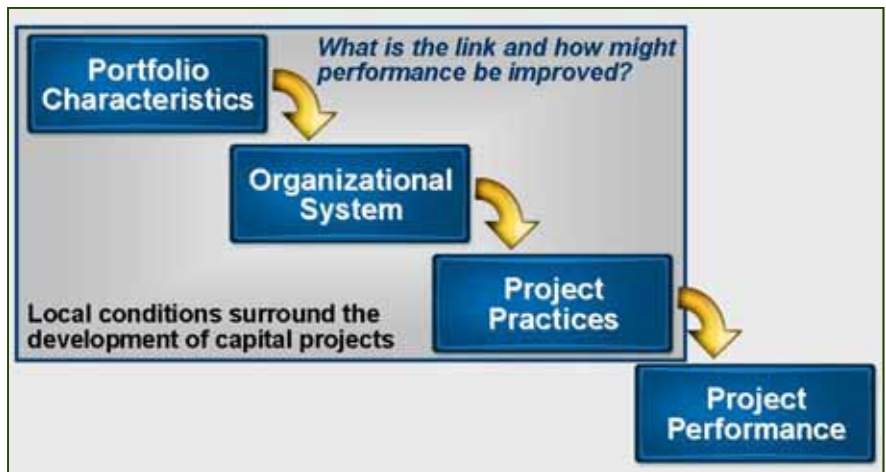 Portfolio
Characteristics
What is the link and how might
performance be improved?
Organizational
System
Project
Practices
Local conditions surround the
development of capital projects
Project
Performance